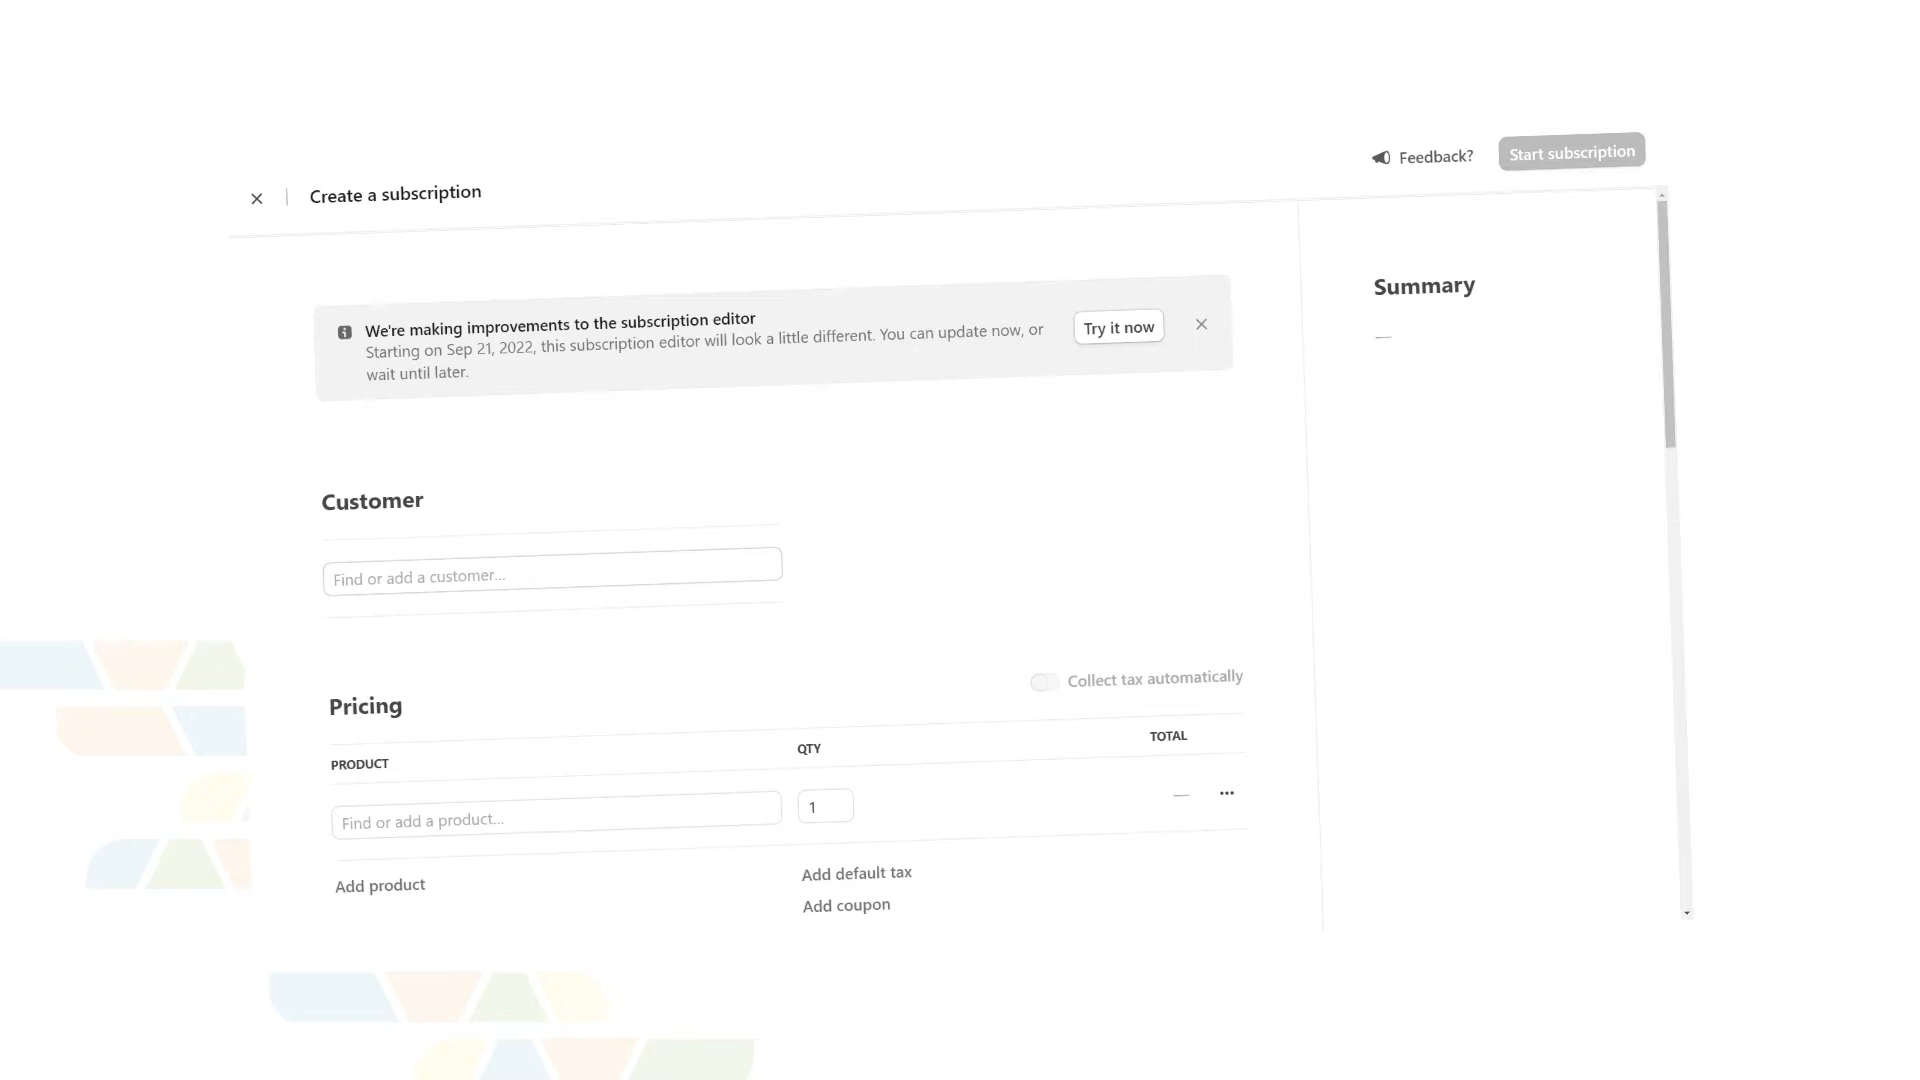 Feedback?
Start subscription
Create a subscription
Summary
We're making improvements to the subscription editor
Starting on Sep 21, 2022, this subscription editor will look a little different. You can update now, or
wait until later.
Try it now
Customer
Find or add a customer...
Pricing
Collect tax automatically
PRODUCT
QTY
TOTAL
Find or add a product...
1
—
Add product
Add default tax
Add coupon